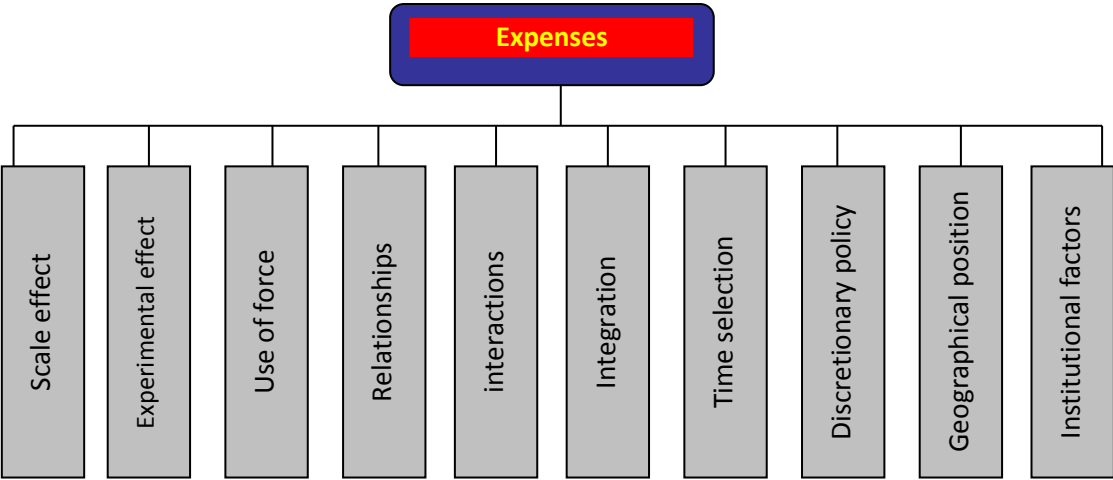 Expenses
Scale effect
Experimental effect
Use of force
Relationships
interactions
Integration
Time selection
Discretionary policy
Geographical position
Institutional factors